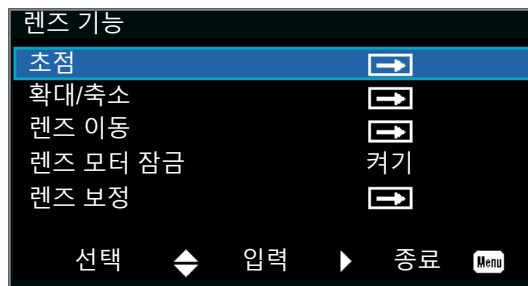 렌즈 기능
초점
확대/축소
렌즈 이동
렌즈 모터 잠금 켜기
렌즈 보정
선택 입력 종료 Menu